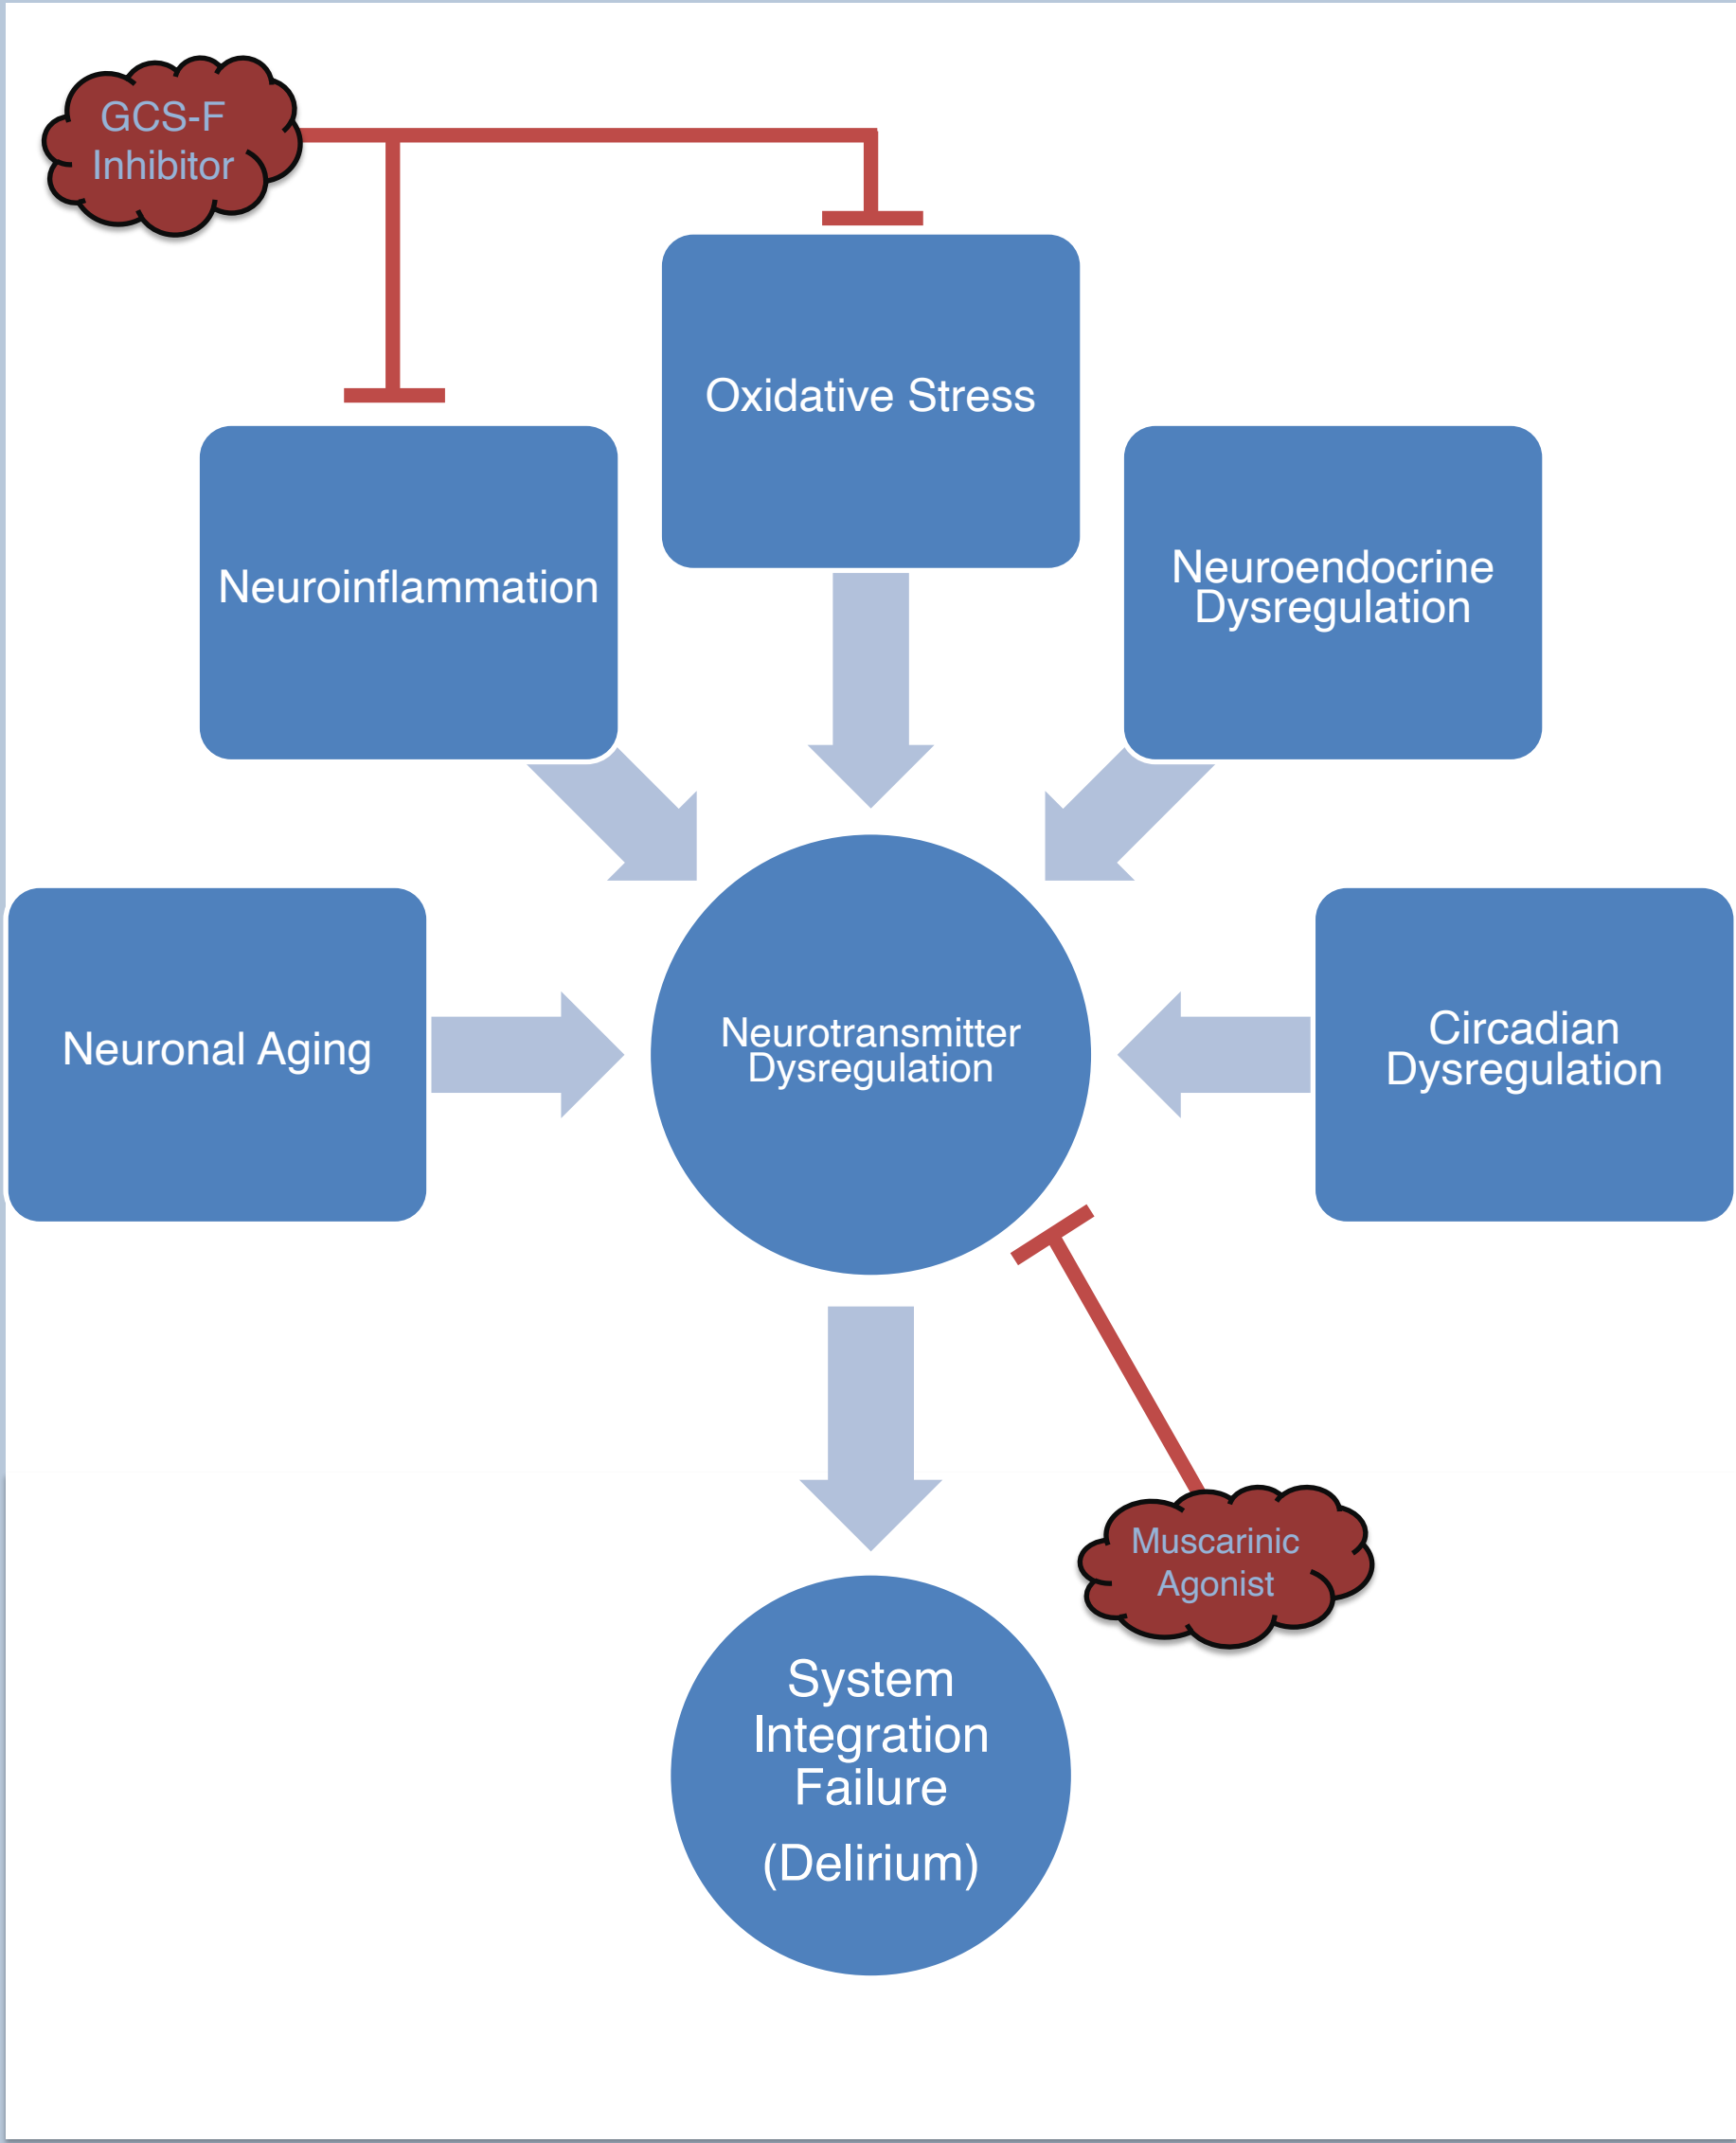 GCS-F
Inhibitor
Oxidative Stress
Neuroinflammation
Neuroendocrine
Dysregulation
Neuronal Aging
Neurotransmitter
Dysregulation
Circadian
Dysregulation
Muscarinic
Agonist
System
Integration
Failure
(Delirium)